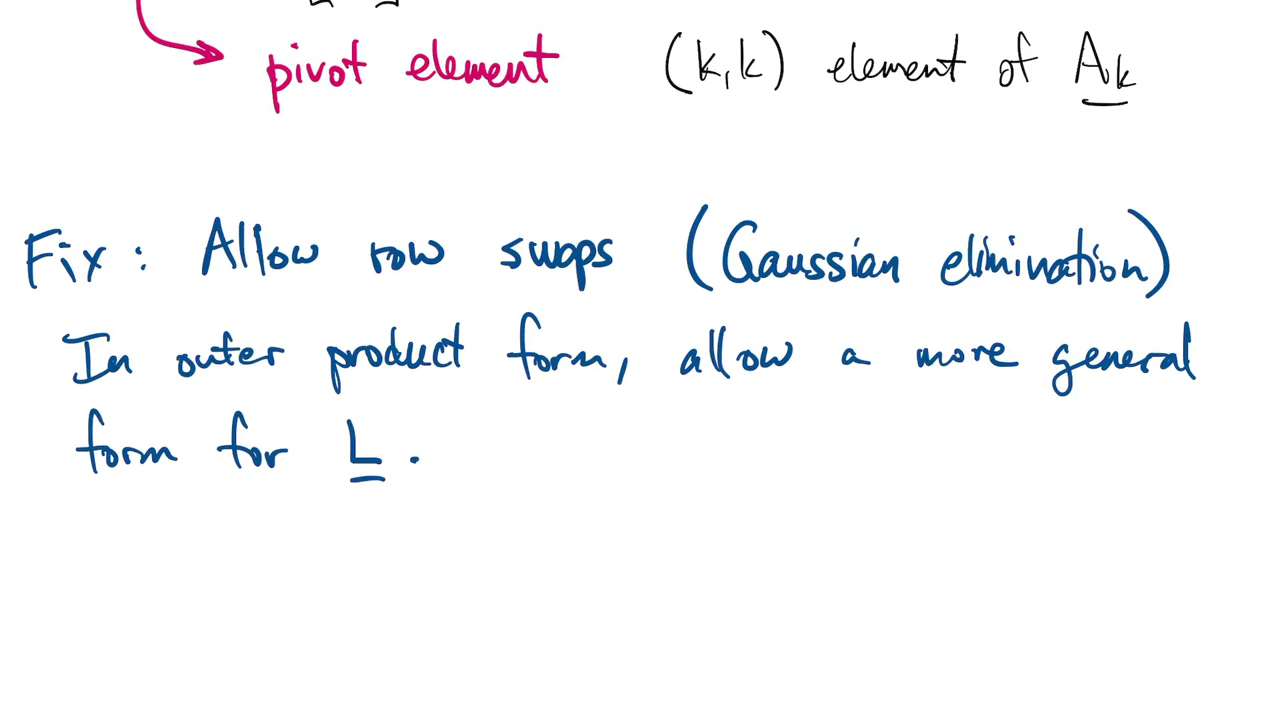 pivot element (k,k) element of A_k
Fix: Allow row swaps (Gaussian elimination)
In outer product form, allow a more general
form for L.